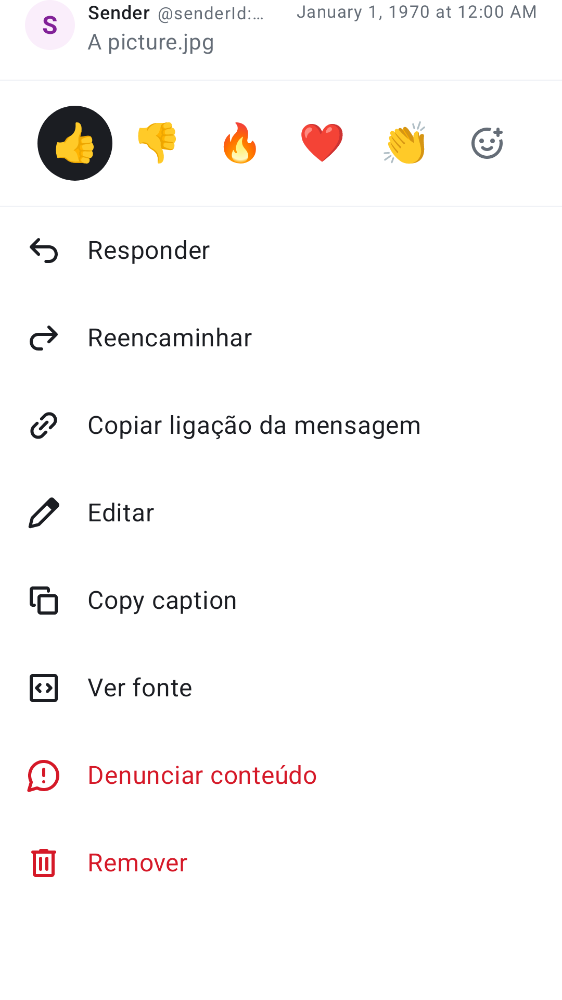 S
Sender @senderId:… January 1, 1970 at 12:00 AM
A picture.jpg
Responder
Reencaminhar
Copiar ligação da mensagem
Editar
Copy caption
Ver fonte
Denunciar conteúdo
Remover